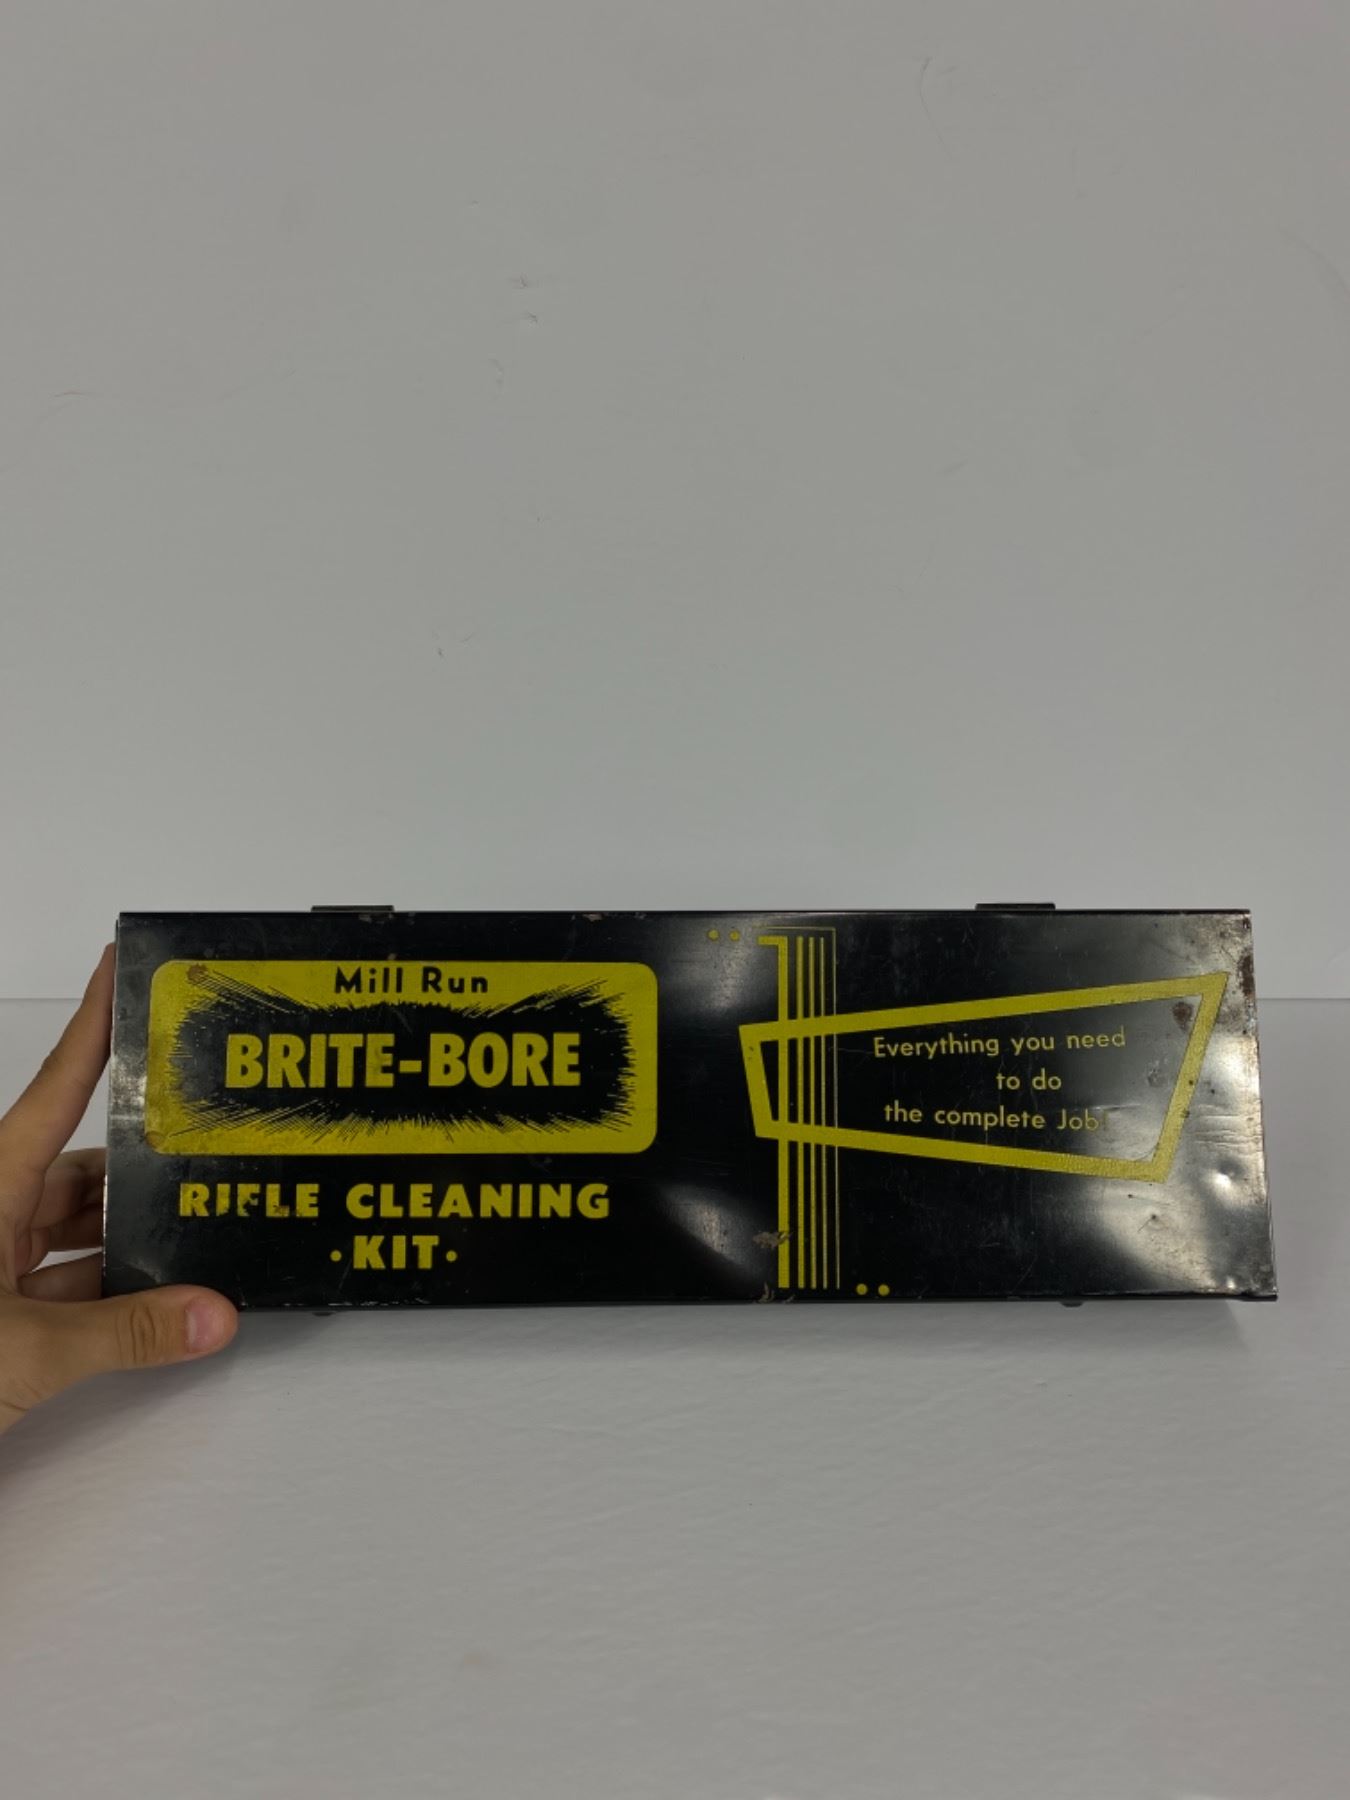 Mill Run
BRITE-BORE
RIFLE CLEANING
·KIT·
Everything you need
to do
the complete Job!